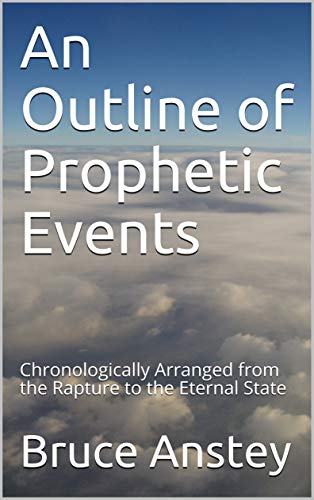 An
Outline of
Prophetic
Events
Chronologically Arranged from
the Rapture to the Eternal State
Bruce Anstey